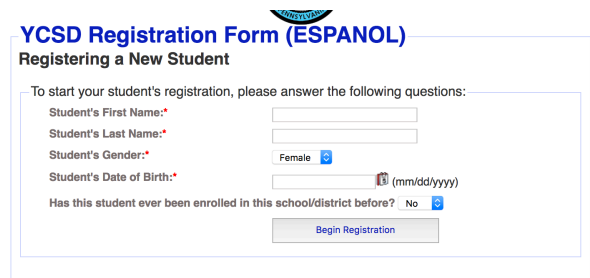 PENNSYLVANIA
YCSD Registration Form (ESPANOL)
Registering a New Student
To start your student's registration, please answer the following questions:
Student's First Name:*
Student's Last Name:*
Student's Gender:* Female
Student's Date of Birth:* (mm/dd/yyyy)
Has this student ever been enrolled in this school/district before? No
Begin Registration